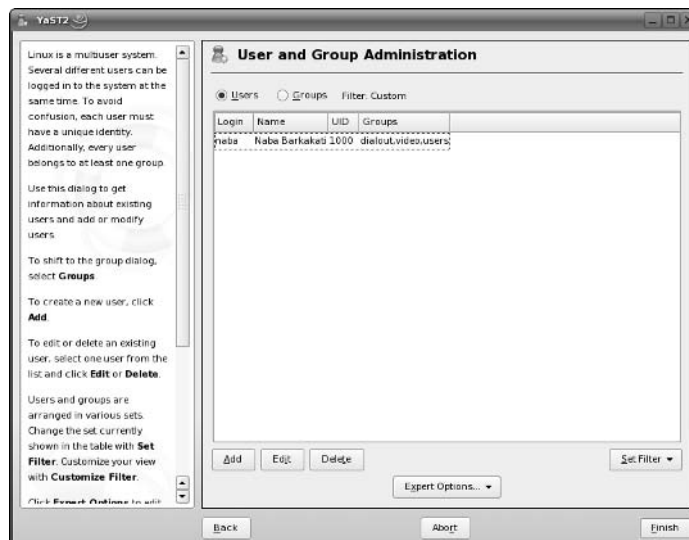 YaST2
Linux is a multiuser system.
Several different users can be
logged in to the system at the
same time. To avoid
confusion, each user must
have a unique identity.
Additionally, every user
belongs to at least one group.
Use this dialog to get
information about existing
users and add or modify
users.
To shift to the group dialog,
select Groups.
To create a new user, click
Add.
To edit or delete an existing
user, select one user from the
list and click Edit or Delete.
Users and groups are
arranged in various sets.
Change the set currently
shown in the table with Set
Filter. Customize your view
with Customize Filter.
Click Expert Options to edit
User and Group Administration
Users Groups Filter: Custom
Login Name UID Groups
naba Naba Barkakati 1000 dialout,video,users
Add Edit Delete Set Filter
Expert Options...
Back Abort Finish